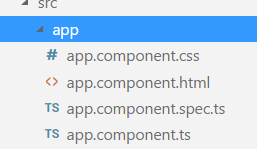 src
app
# app.component.css
<> app.component.html
TS app.component.spec.ts
TS app.component.ts